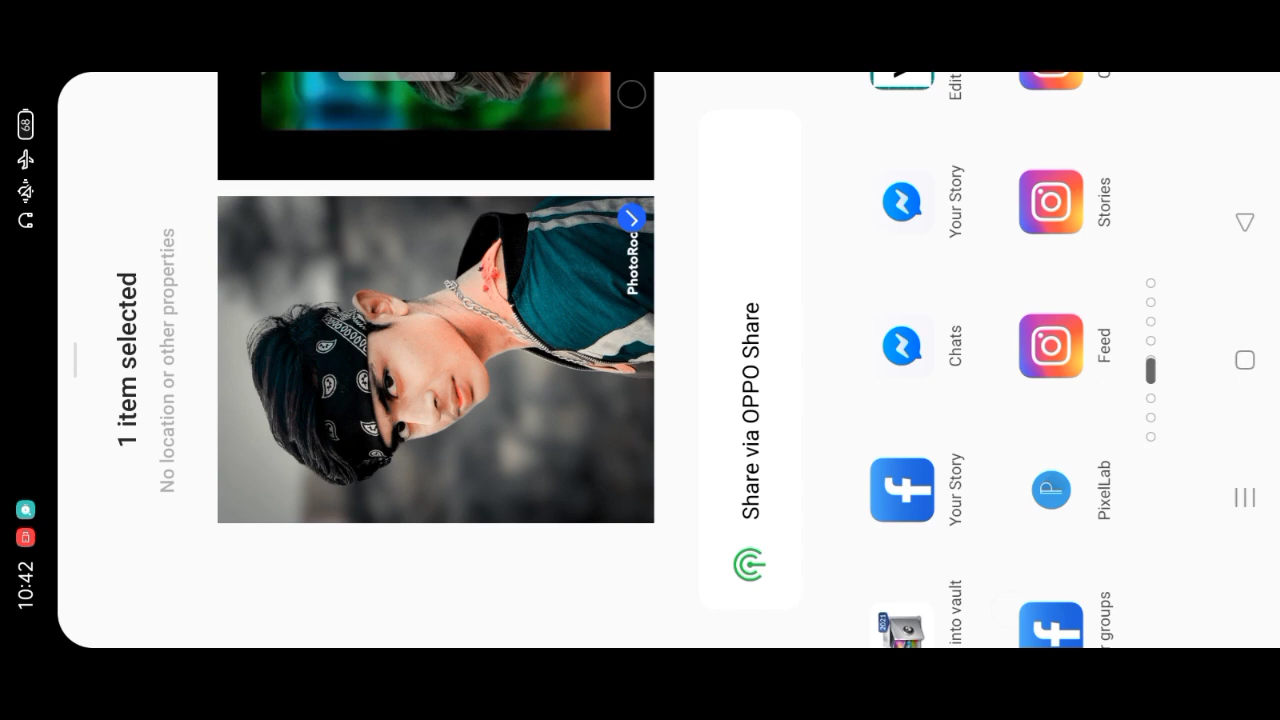 10:42
68
1 item selected
No location or other properties
PhotoRoo
Share via OPPO Share
2021
into vault
Your Story
Chats
Your Story
Edit
r groups
PixelLab
Feed
Stories